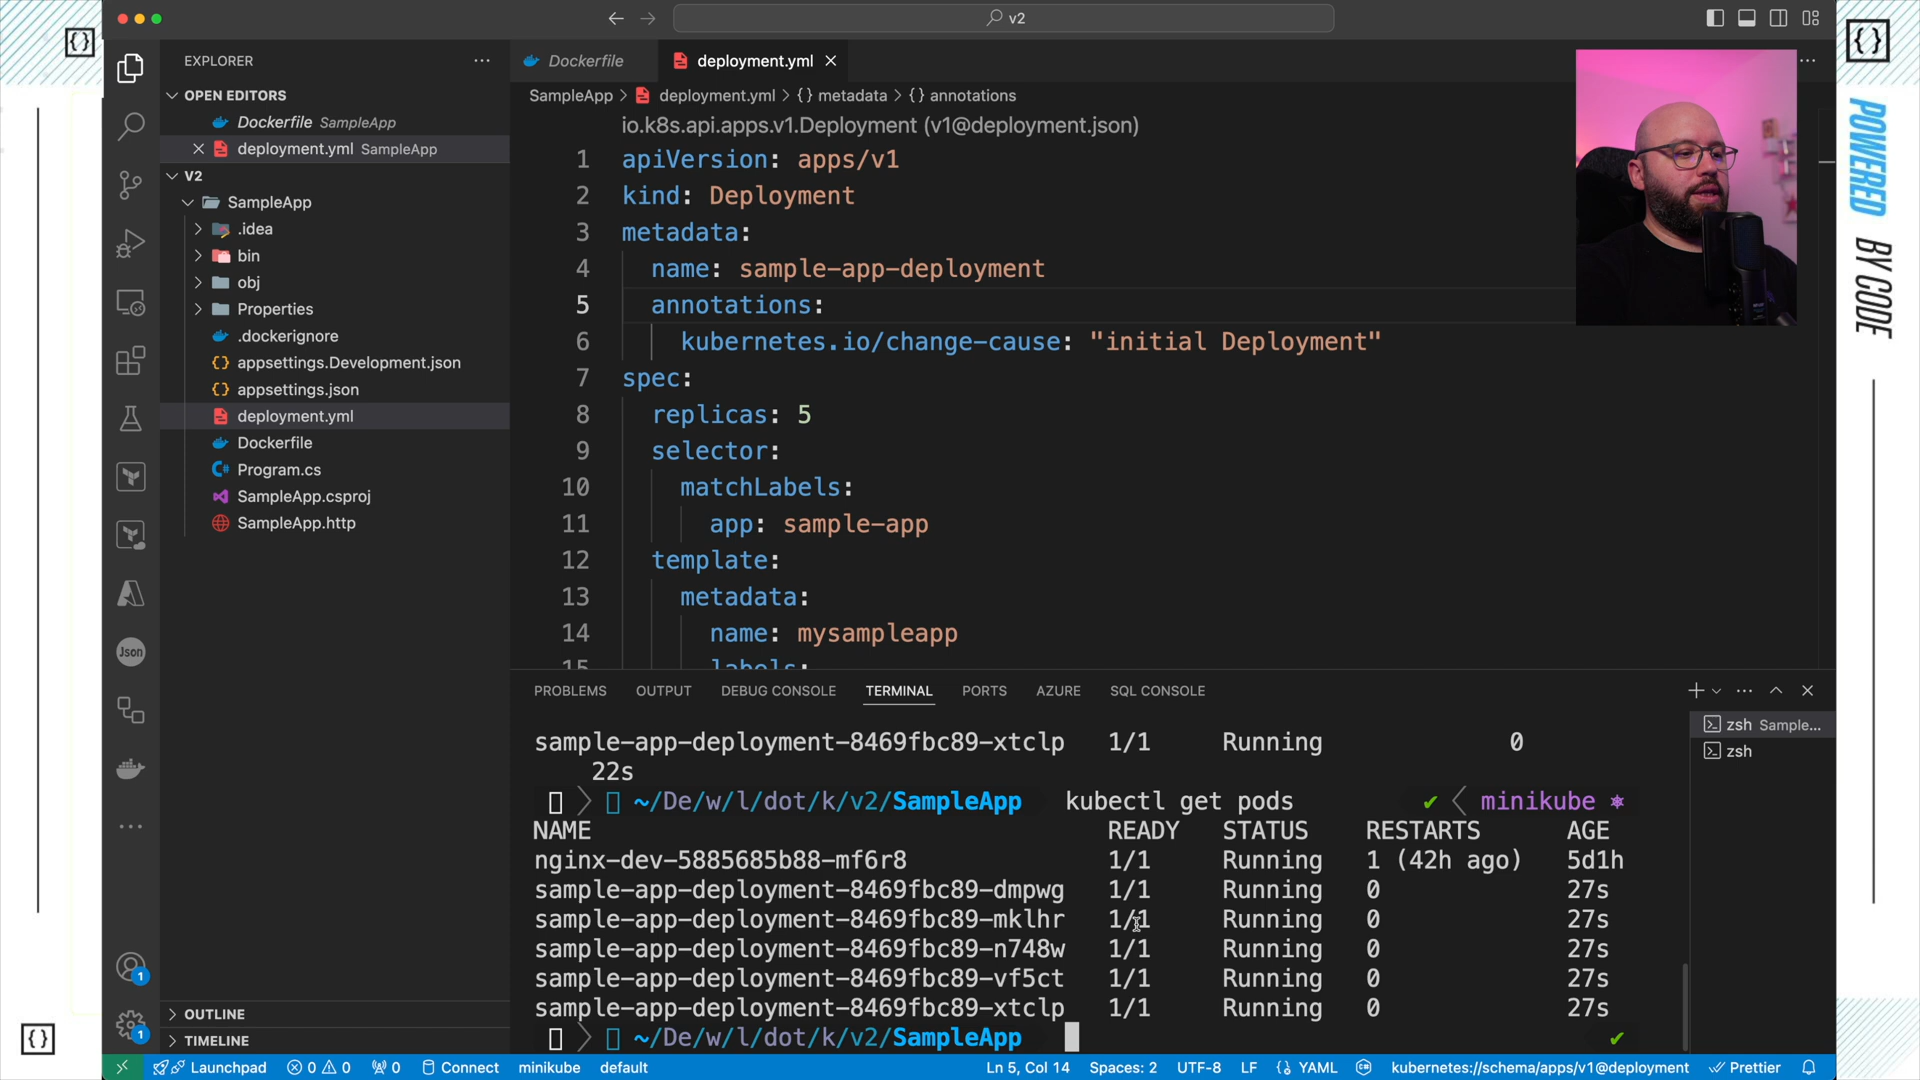 v2
EXPLORER
OPEN EDITORS
Dockerfile SampleApp
deployment.yml SampleApp
V2
SampleApp
.idea
bin
obj
Properties
.dockerignore
appsettings.Development.json
appsettings.json
deployment.yml
Dockerfile
Program.cs
SampleApp.csproj
SampleApp.http
OUTLINE
TIMELINE
Json
1
1
Dockerfile
deployment.yml
SampleApp > deployment.yml > {} metadata > {} annotations
io.k8s.api.apps.v1.Deployment (v1@deployment.json)
1 apiVersion: apps/v1
2 kind: Deployment
3 metadata:
4 name: sample-app-deployment
5 annotations:
6 kubernetes.io/change-cause: "initial Deployment"
7 spec:
8 replicas: 5
9 selector:
10 matchLabels:
11 app: sample-app
12 template:
13 metadata:
14 name: mysampleapp
15 labels:
PROBLEMS OUTPUT DEBUG CONSOLE TERMINAL PORTS AZURE SQL CONSOLE
zsh Sample...
zsh
sample-app-deployment-8469fbc89-xtclp 1/1 Running 0
22s
~/De/w/l/dot/k/v2/SampleApp kubectl get pods ✔ minikube ⎈
NAME READY STATUS RESTARTS AGE
nginx-dev-5885685b88-mf6r8 1/1 Running 1 (42h ago) 5d1h
sample-app-deployment-8469fbc89-dmpwg 1/1 Running 0 27s
sample-app-deployment-8469fbc89-mklhr 1/1 Running 0 27s
sample-app-deployment-8469fbc89-n748w 1/1 Running 0 27s
sample-app-deployment-8469fbc89-vf5ct 1/1 Running 0 27s
sample-app-deployment-8469fbc89-xtclp 1/1 Running 0 27s
~/De/w/l/dot/k/v2/SampleApp ✔
Launchpad 0 0 0 Connect minikube default Ln 5, Col 14 Spaces: 2 UTF-8 LF {} YAML kubernetes://schema/apps/v1@deployment Prettier
{}
{}
{}
POWERED BY CODE